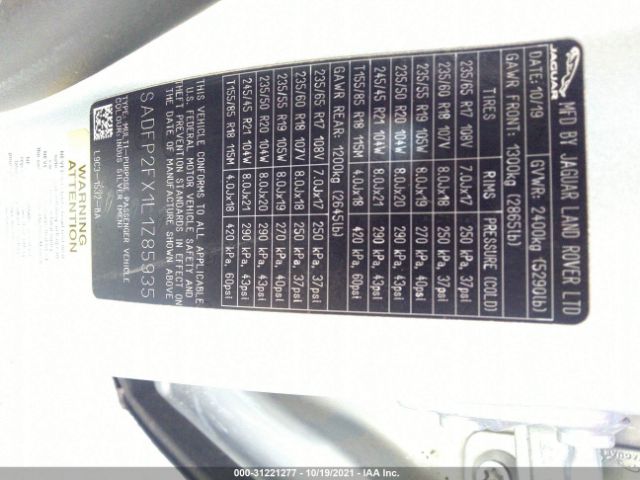 JAGUAR
MFD BY JAGUAR LAND ROVER LTD
DATE: 10/19 GVWR: 2400kg (5290lb)
GAWR FRONT: 1300kg (2865lb)
TIRES RIMS PRESSURE (COLD)
235/65 R17 108V 7.0Jx17 250 kPa, 37psi
235/60 R18 107V 8.0Jx18 250 kPa, 37psi
235/55 R19 105W 8.0Jx19 270 kPa, 40psi
235/50 R20 104W 8.0Jx20 290 kPa, 43psi
245/45 R21 104W 8.0Jx21 290 kPa, 43psi
T155/85 R18 115M 4.0Jx18 420 kPa, 60psi
GAWR REAR: 1200kg (2645lb)
235/65 R17 108V 7.0Jx17 250 kPa, 37psi
235/60 R18 107V 8.0Jx18 250 kPa, 37psi
235/55 R19 105W 8.0Jx19 270 kPa, 40psi
235/50 R20 104W 8.0Jx20 290 kPa, 43psi
245/45 R21 104W 8.0Jx21 290 kPa, 43psi
T155/85 R18 115M 4.0Jx18 420 kPa, 60psi
THIS VEHICLE CONFORMS TO ALL APPLICABLE
U.S. FEDERAL MOTOR VEHICLE SAFETY AND
THEFT PREVENTION STANDARDS IN EFFECT ON
THE DATE OF MANUFACTURE SHOWN ABOVE
SADFP2FX1L1Z85935
TYPE: MULTI-PURPOSE PASSENGER VEHICLE
COLOUR: INDUS SILVER (MEN)
L9C3-1532-BA
WARNING
ATTENTION
JAGUAR
000-31221277 - 10/19/2021 - IAA Inc.